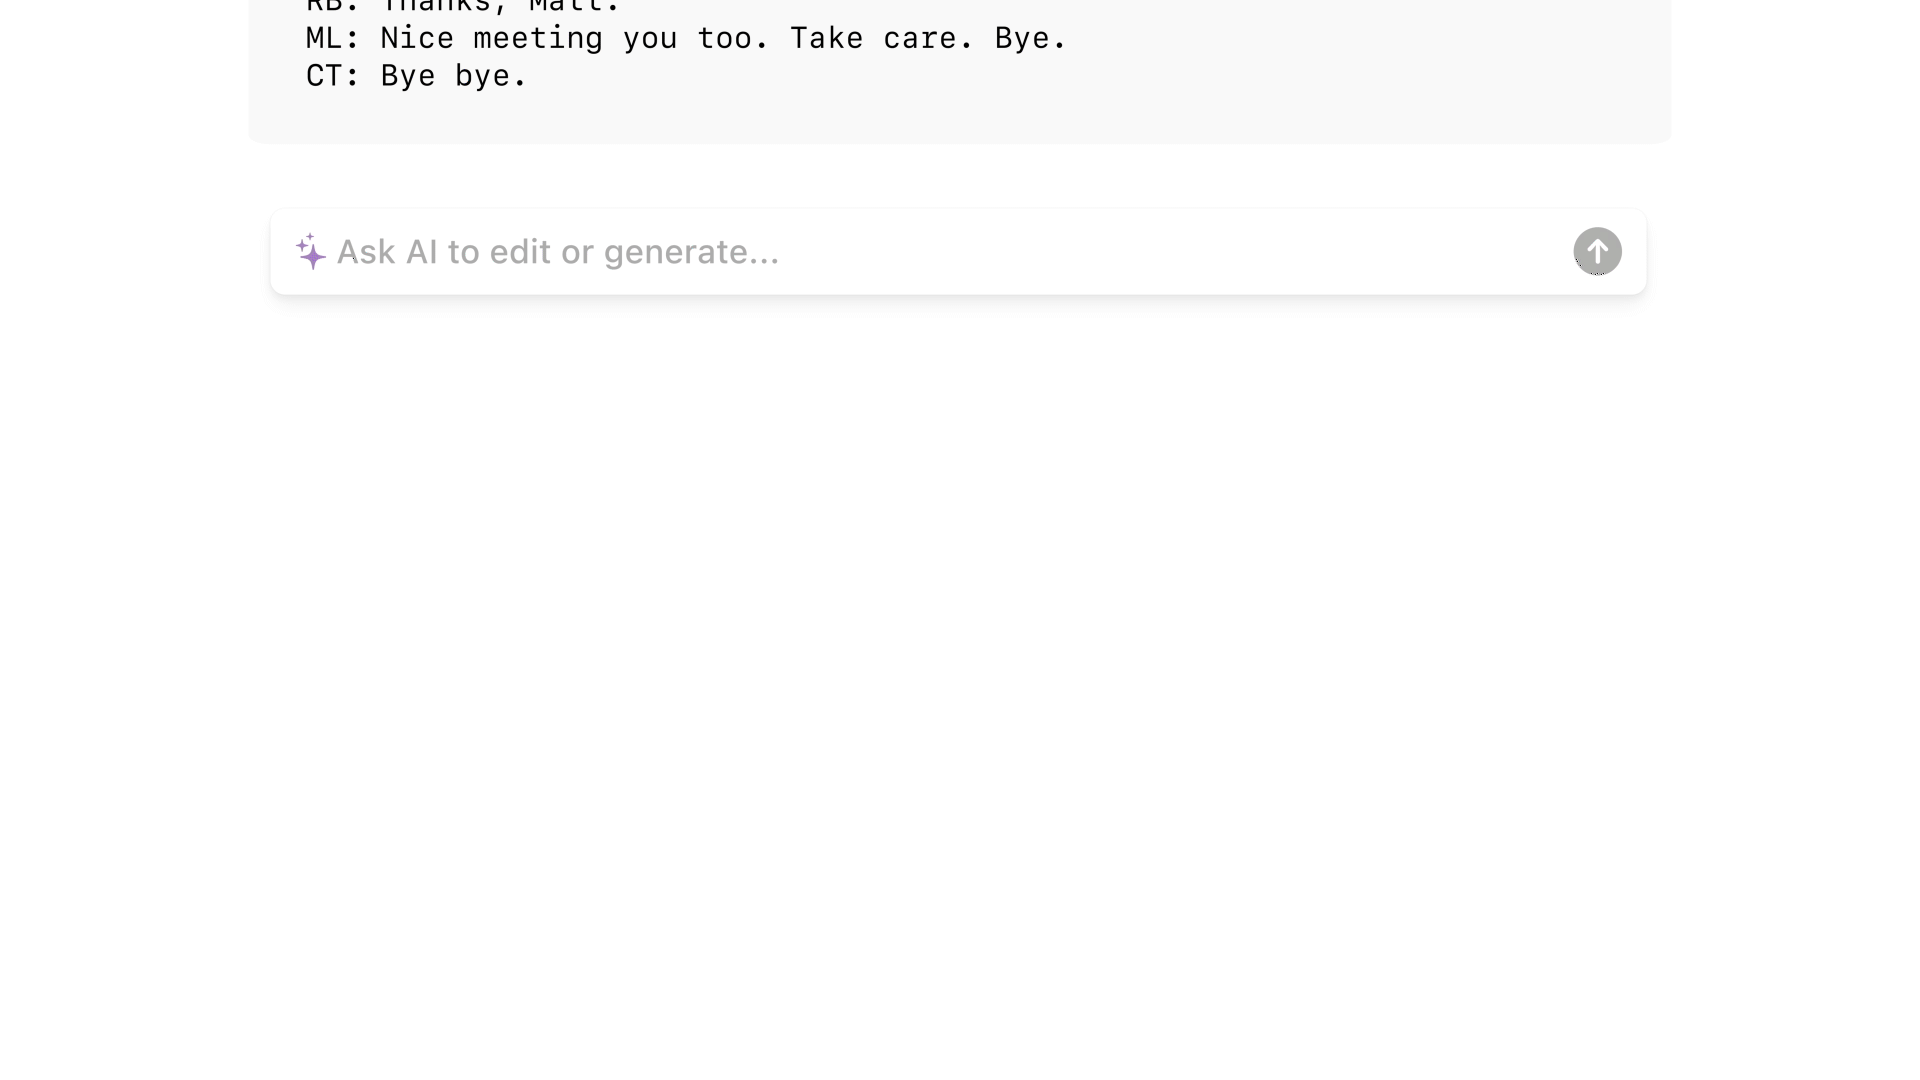 RB: Thanks, Matt.
ML: Nice meeting you too. Take care. Bye.
CT: Bye bye.
Ask AI to edit or generate...